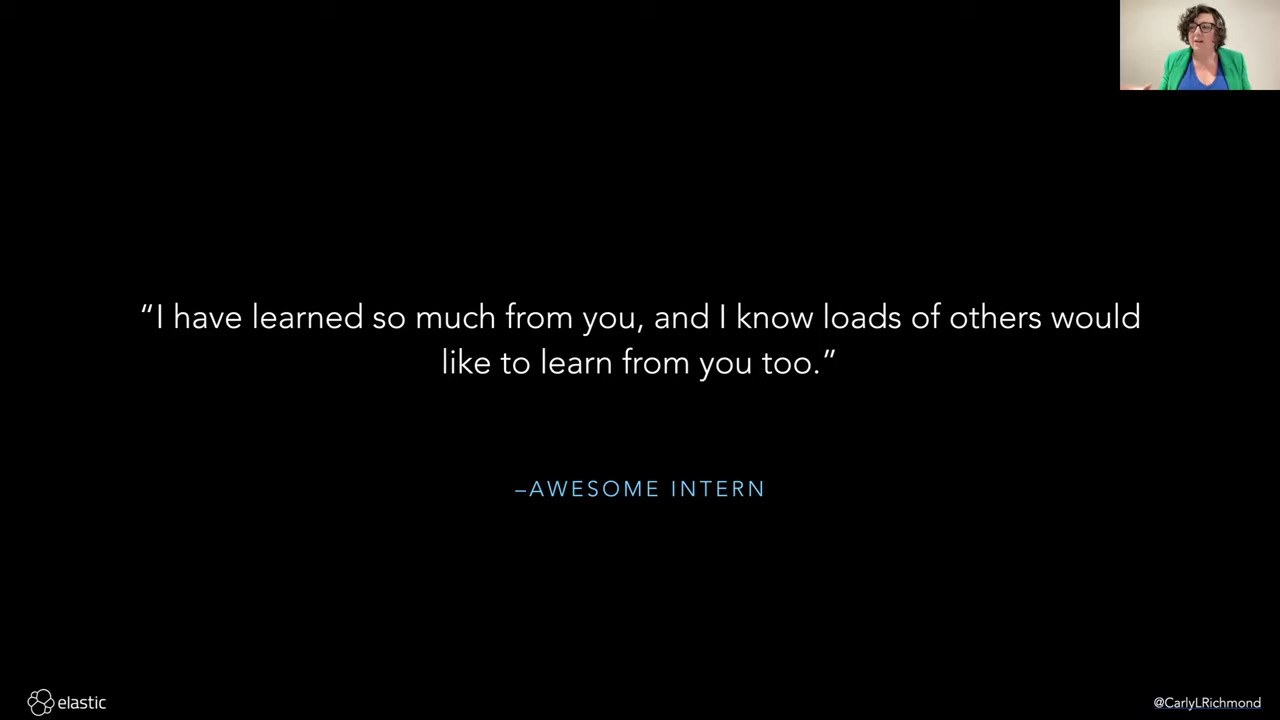 “I have learned so much from you, and I know loads of others would
like to learn from you too.”
–AWESOME INTERN
elastic
@CarlyLRichmond